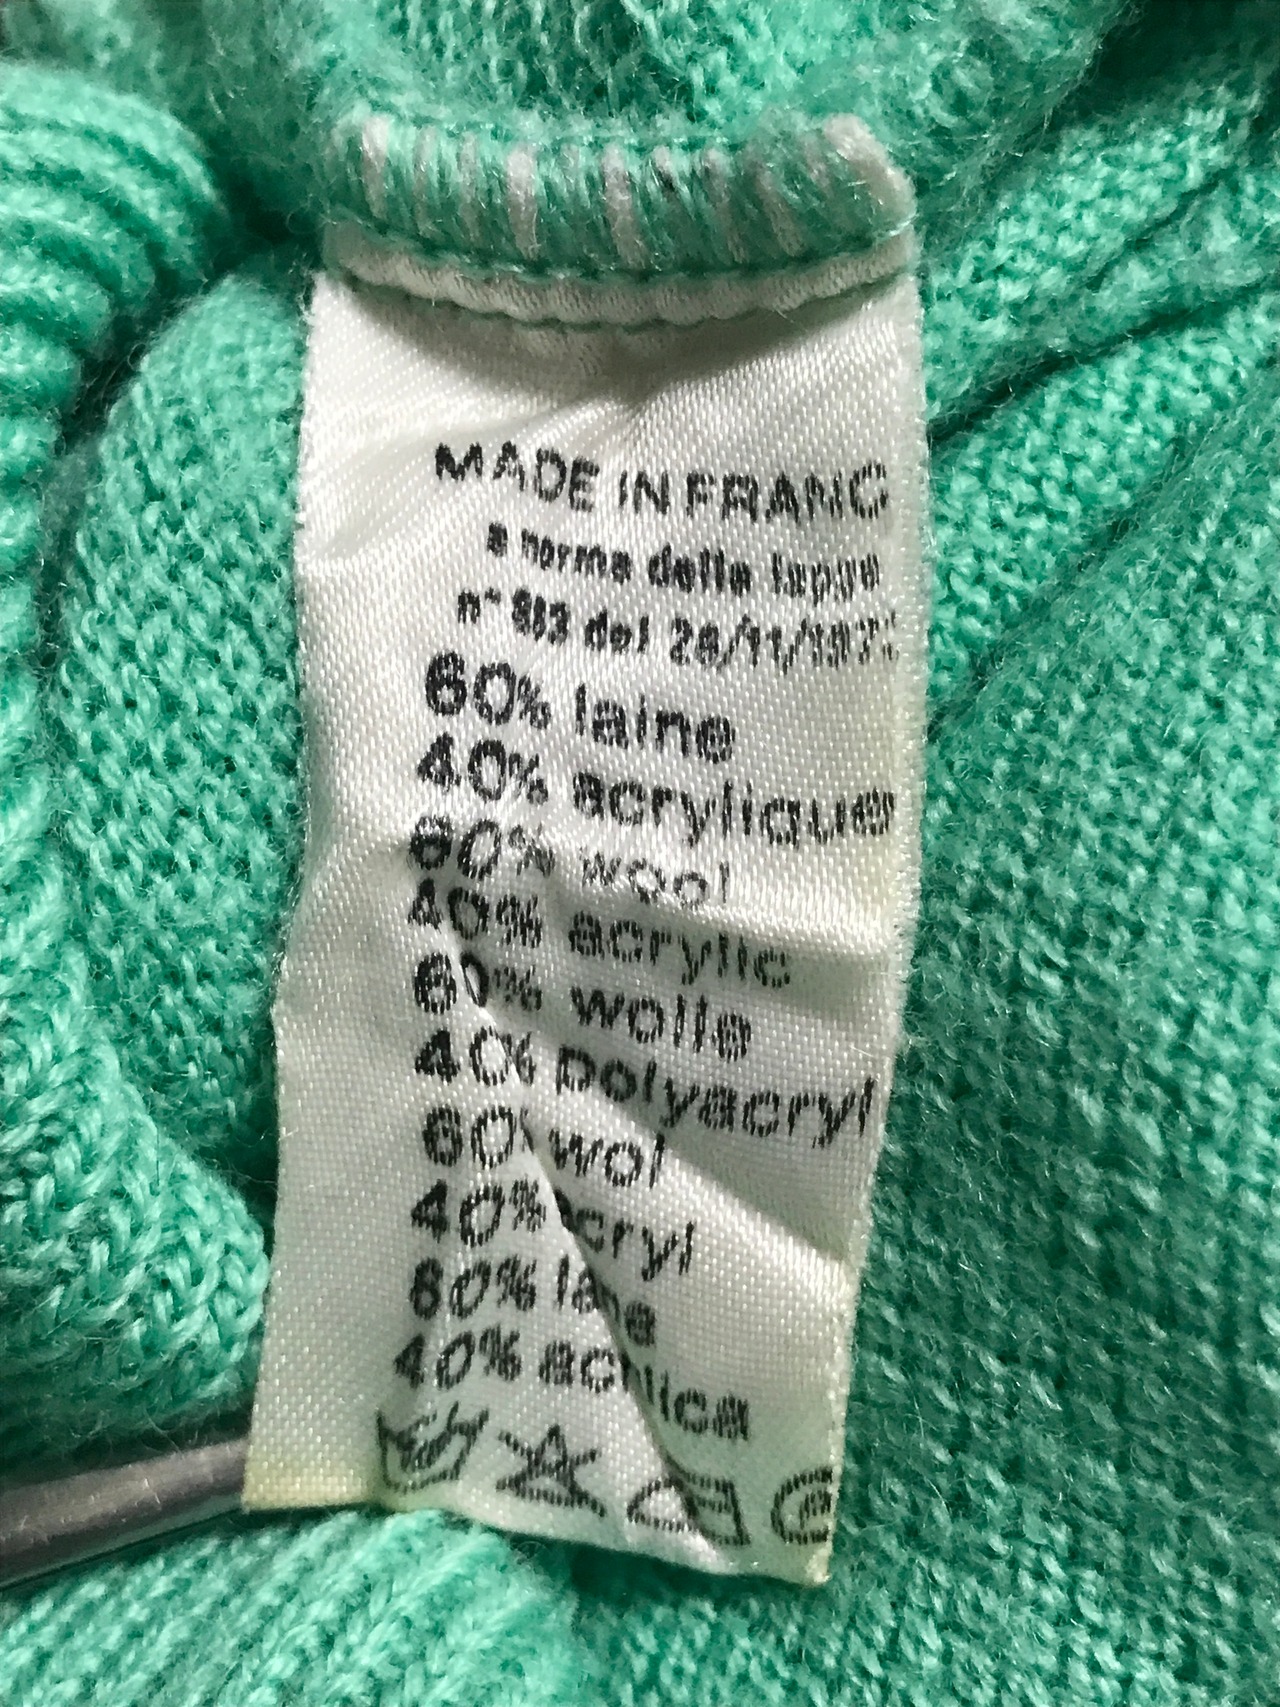 MADE IN FRANC
a norma della legge
n° 883 del 26/11/197
60% laine
40% acrylique
60% wool
40% acrylic
60% wolle
40% polyacryl
60% wol
40% acryl
60% lana
40% acrilica